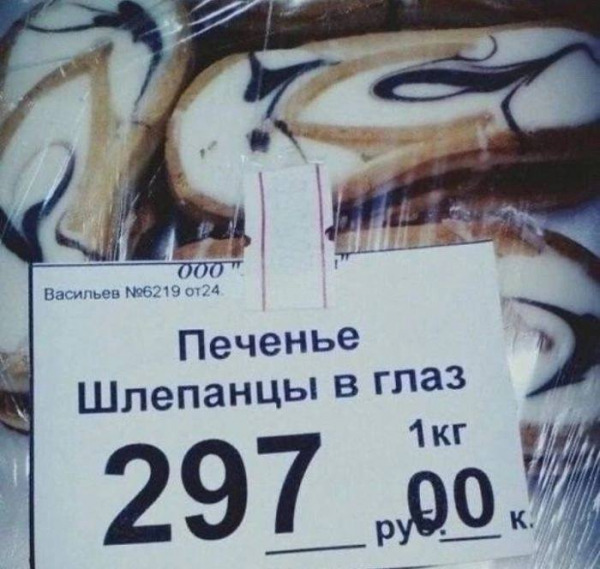 ООО "
Васильев №6219 от24.
Печенье
Шлепанцы в глаз
1кг
297 руб. 00 к.